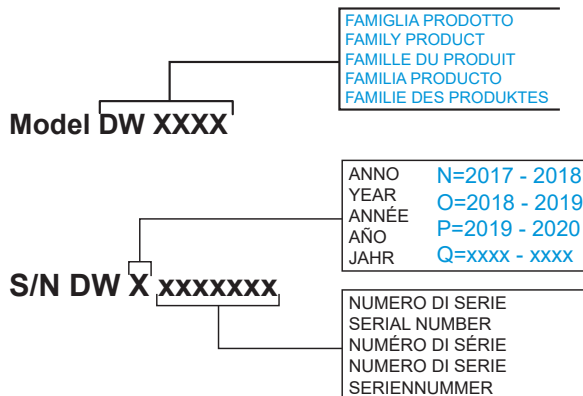 FAMIGLIA PRODOTTO
FAMILY PRODUCT
FAMILLE DU PRODUIT
FAMILIA PRODUCTO
FAMILIE DES PRODUKTES
Model DW XXXX
ANNO
YEAR
ANNÉE
AÑO
JAHR
N=2017 - 2018
O=2018 - 2019
P=2019 - 2020
Q=xxxx - xxxx
S/N DW X xxxxxxx
NUMERO DI SERIE
SERIAL NUMBER
NUMÉRO DI SÉRIE
NUMERO DI SERIE
SERIENNUMMER